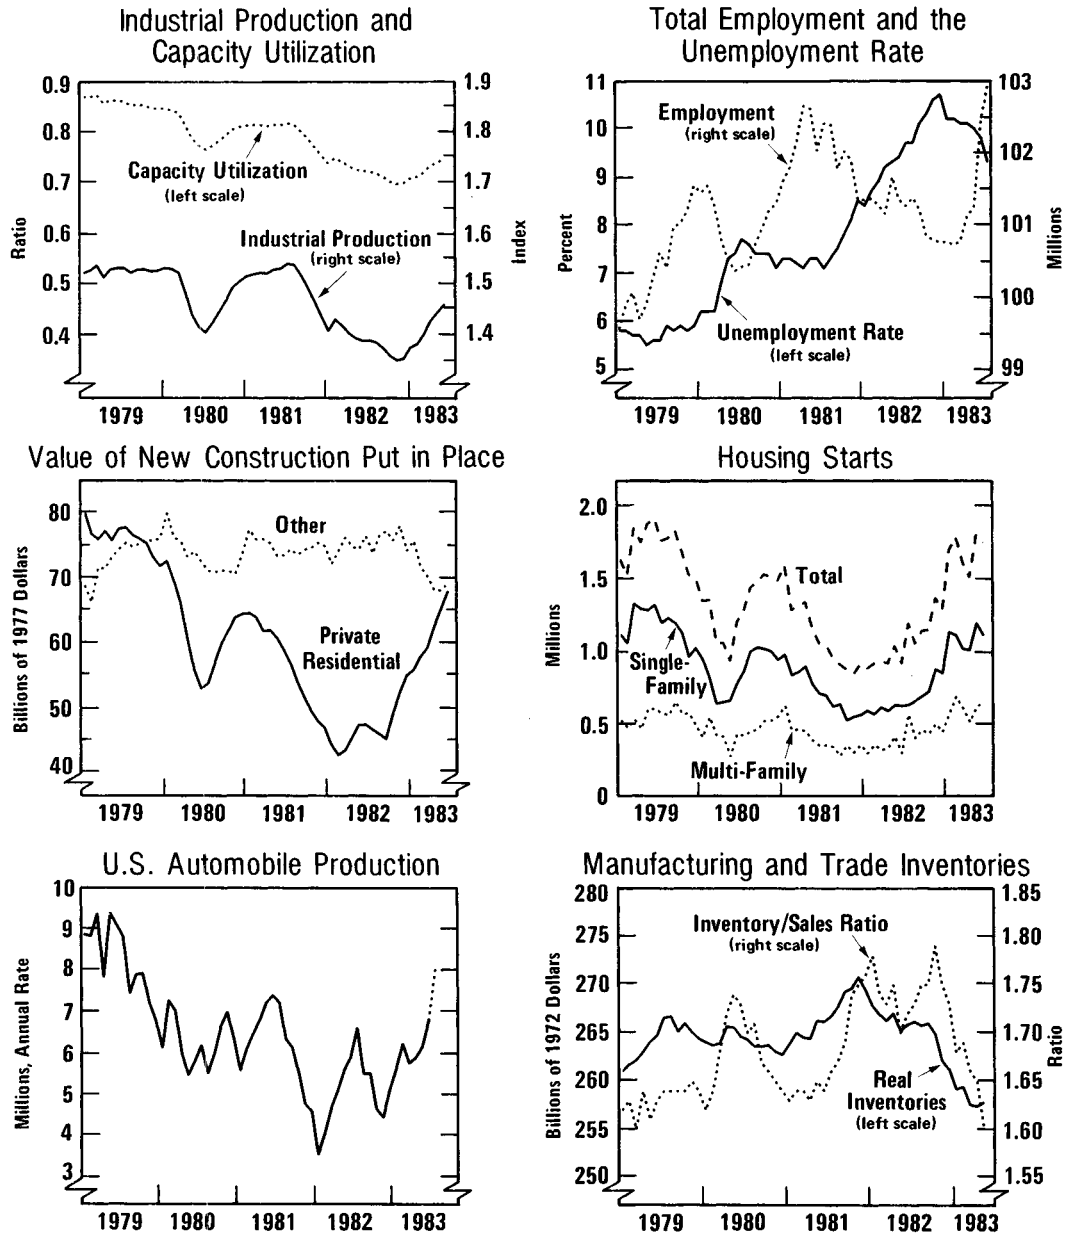 Industrial Production and
Capacity Utilization
0.9
0.8
0.7
0.6
0.5
0.4
Ratio
1.9
1.8
1.7
1.6
1.5
1.4
Index
Capacity Utilization
(left scale)
Industrial Production
(right scale)
1979 1980 1981 1982 1983
Total Employment and the
Unemployment Rate
11
10
9
8
7
6
5
Percent
103
102
101
100
99
Millions
Employment
(right scale)
Unemployment Rate
(left scale)
1979 1980 1981 1982 1983
Value of New Construction Put in Place
80
70
60
50
40
Billions of 1977 Dollars
Other
Private
Residential
1979 1980 1981 1982 1983
Housing Starts
2.0
1.5
1.0
0.5
0
Millions
Total
Single-
Family
Multi-Family
1979 1980 1981 1982 1983
U.S. Automobile Production
10
9
8
7
6
5
4
3
Millions, Annual Rate
1979 1980 1981 1982 1983
Manufacturing and Trade Inventories
280
275
270
265
260
255
250
Billions of 1972 Dollars
1.85
1.80
1.75
1.70
1.65
1.60
1.55
Ratio
Inventory/Sales Ratio
(right scale)
Real
Inventories
(left scale)
1979 1980 1981 1982 1983